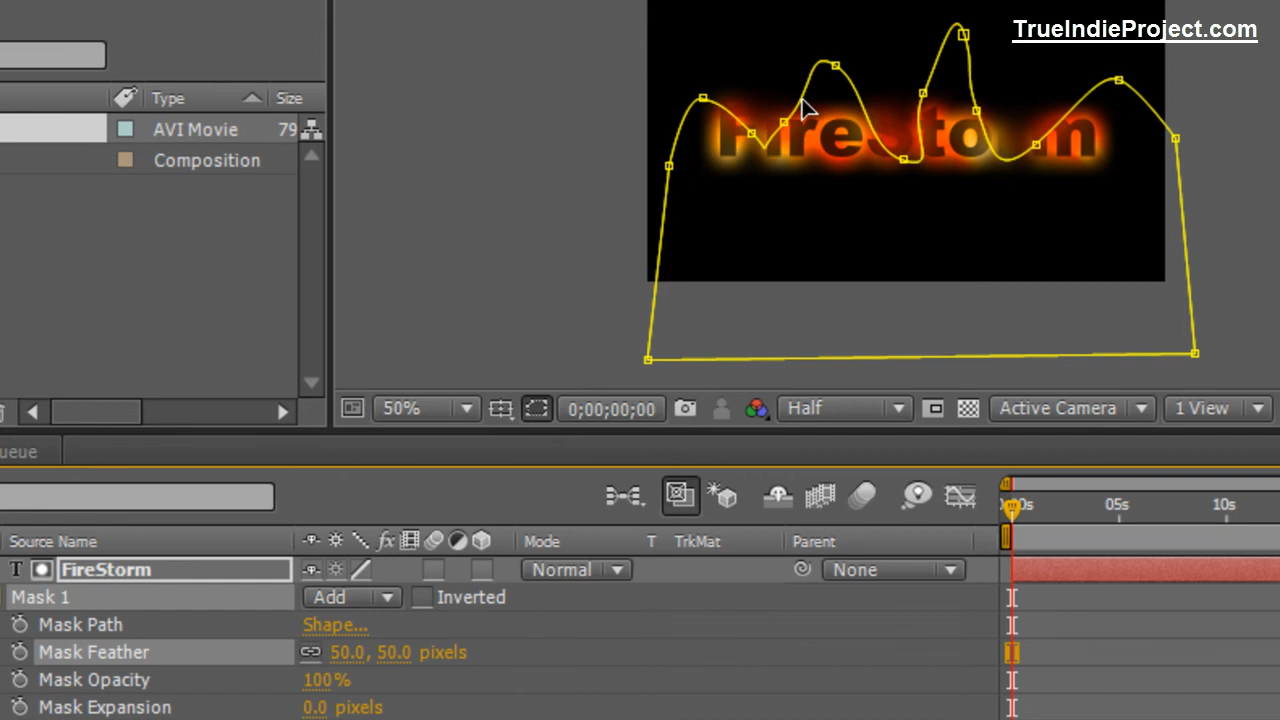 TrueIndieProject.com
Type
Size
AVI Movie
79
Composition
FireStorm
50%
0;00;00;00
Half
Active Camera
1 View
ueue
05s
10s
Source Name
fx
Mode
T
TrkMat
Parent
T
FireStorm
Normal
None
Mask 1
Add
Inverted
Mask Path
Shape...
Mask Feather
50.0, 50.0 pixels
Mask Opacity
100%
Mask Expansion
0.0 pixels